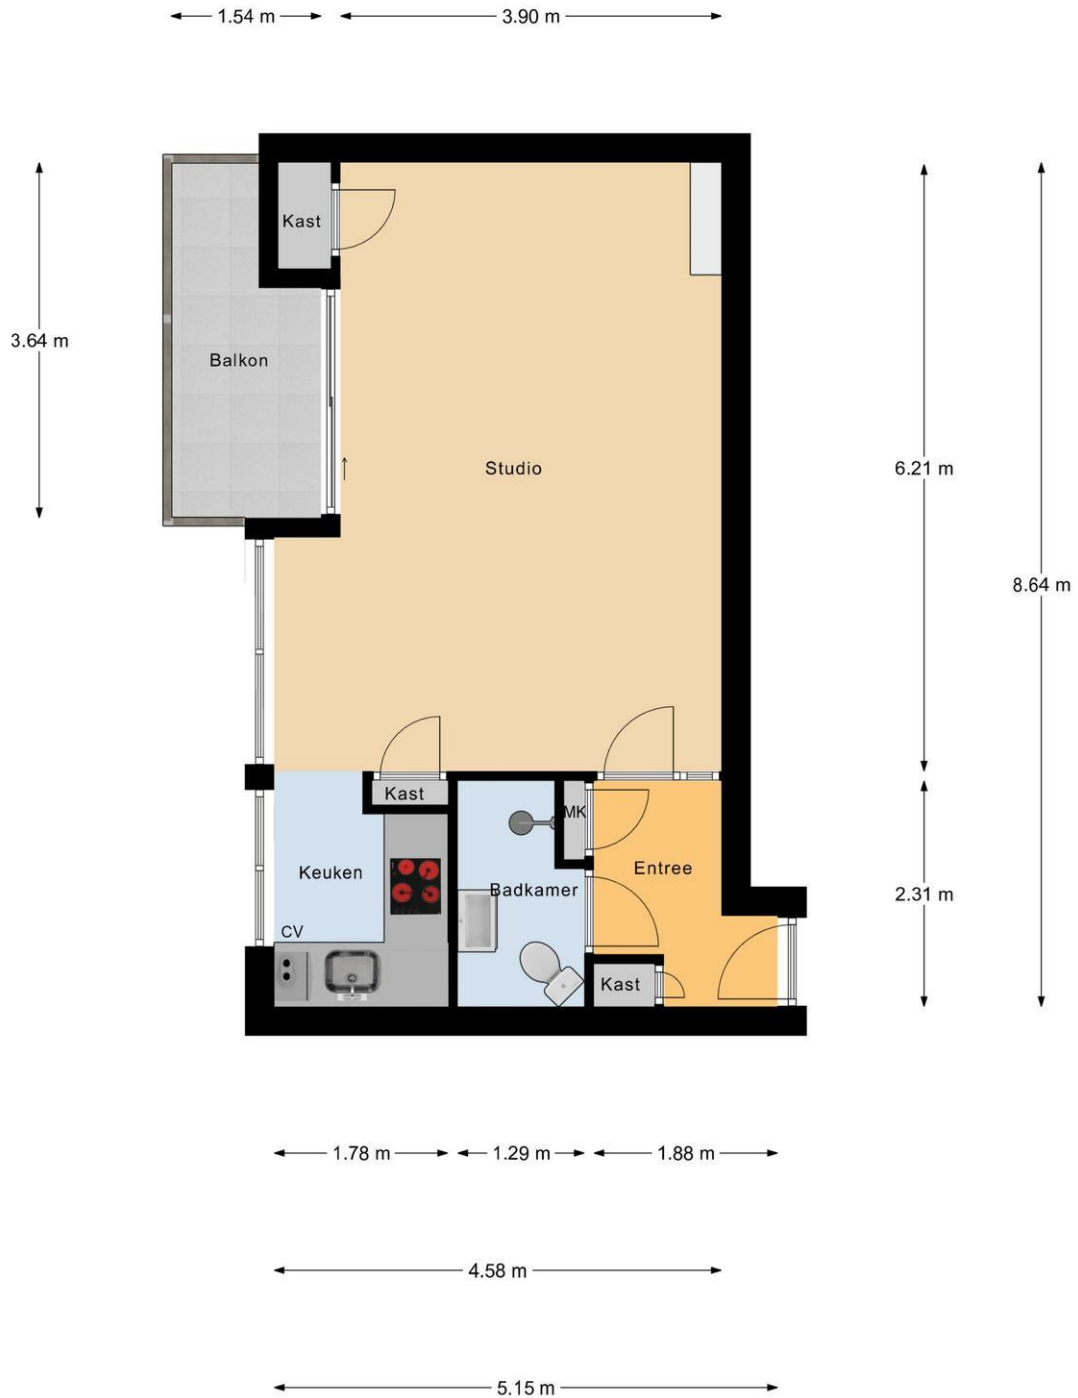 1.54 m
3.90 m
Kast
Balkon
3.64 m
Studio
6.21 m
8.64 m
Kast
MK
Keuken
Badkamer
Entree
2.31 m
CV
Kast
1.78 m
1.29 m
1.88 m
4.58 m
5.15 m